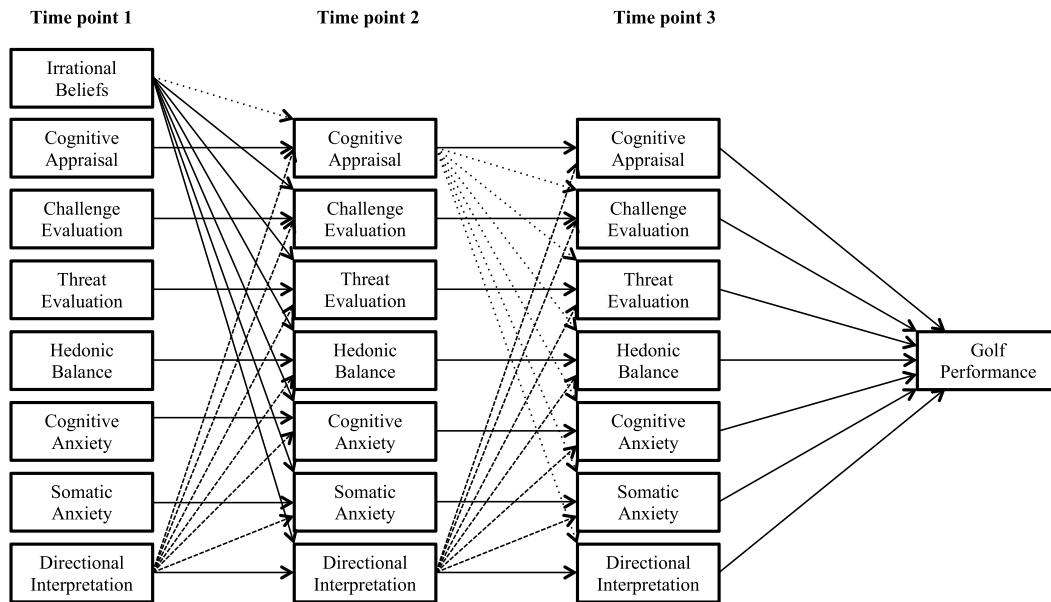 Time point 1
Time point 2
Time point 3
Irrational
Beliefs
Cognitive
Appraisal
Challenge
Evaluation
Threat
Evaluation
Hedonic
Balance
Cognitive
Anxiety
Somatic
Anxiety
Directional
Interpretation
Cognitive
Appraisal
Challenge
Evaluation
Threat
Evaluation
Hedonic
Balance
Cognitive
Anxiety
Somatic
Anxiety
Directional
Interpretation
Cognitive
Appraisal
Challenge
Evaluation
Threat
Evaluation
Hedonic
Balance
Cognitive
Anxiety
Somatic
Anxiety
Directional
Interpretation
Golf
Performance